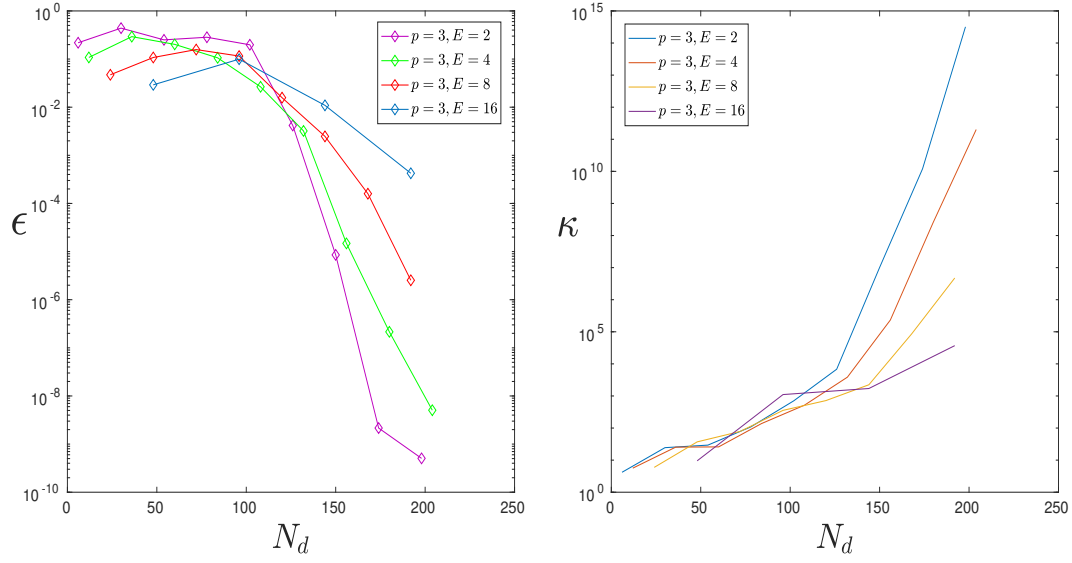 10^0
10^-2
10^-4
10^-6
10^-8
10^-10
ϵ
0 50 100 150 200 250
N_d
p = 3, E = 2
p = 3, E = 4
p = 3, E = 8
p = 3, E = 16
10^15
10^10
10^5
10^0
κ
0 50 100 150 200 250
N_d
p = 3, E = 2
p = 3, E = 4
p = 3, E = 8
p = 3, E = 16